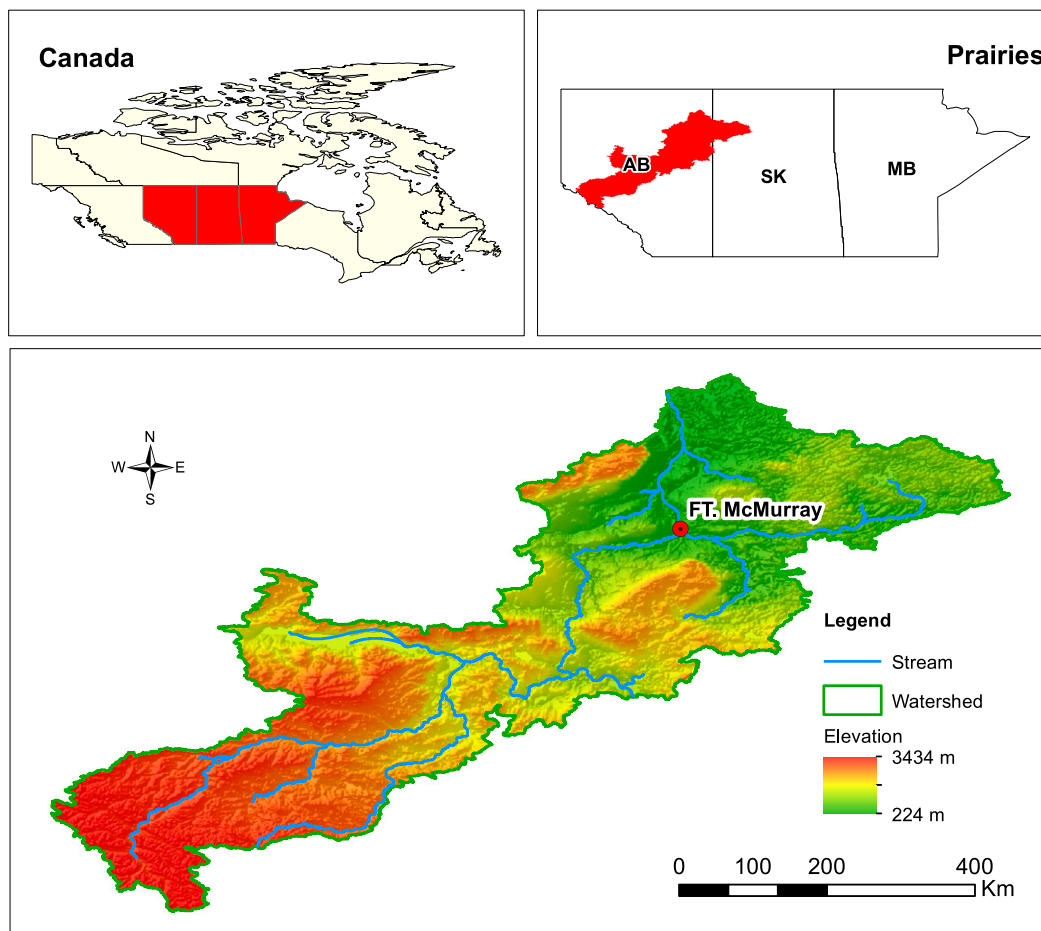 Canada
Prairies
AB
SK
MB
N
W E
S
FT. McMurray
Legend
Stream
Watershed
Elevation
3434 m
224 m
0 100 200 400
Km